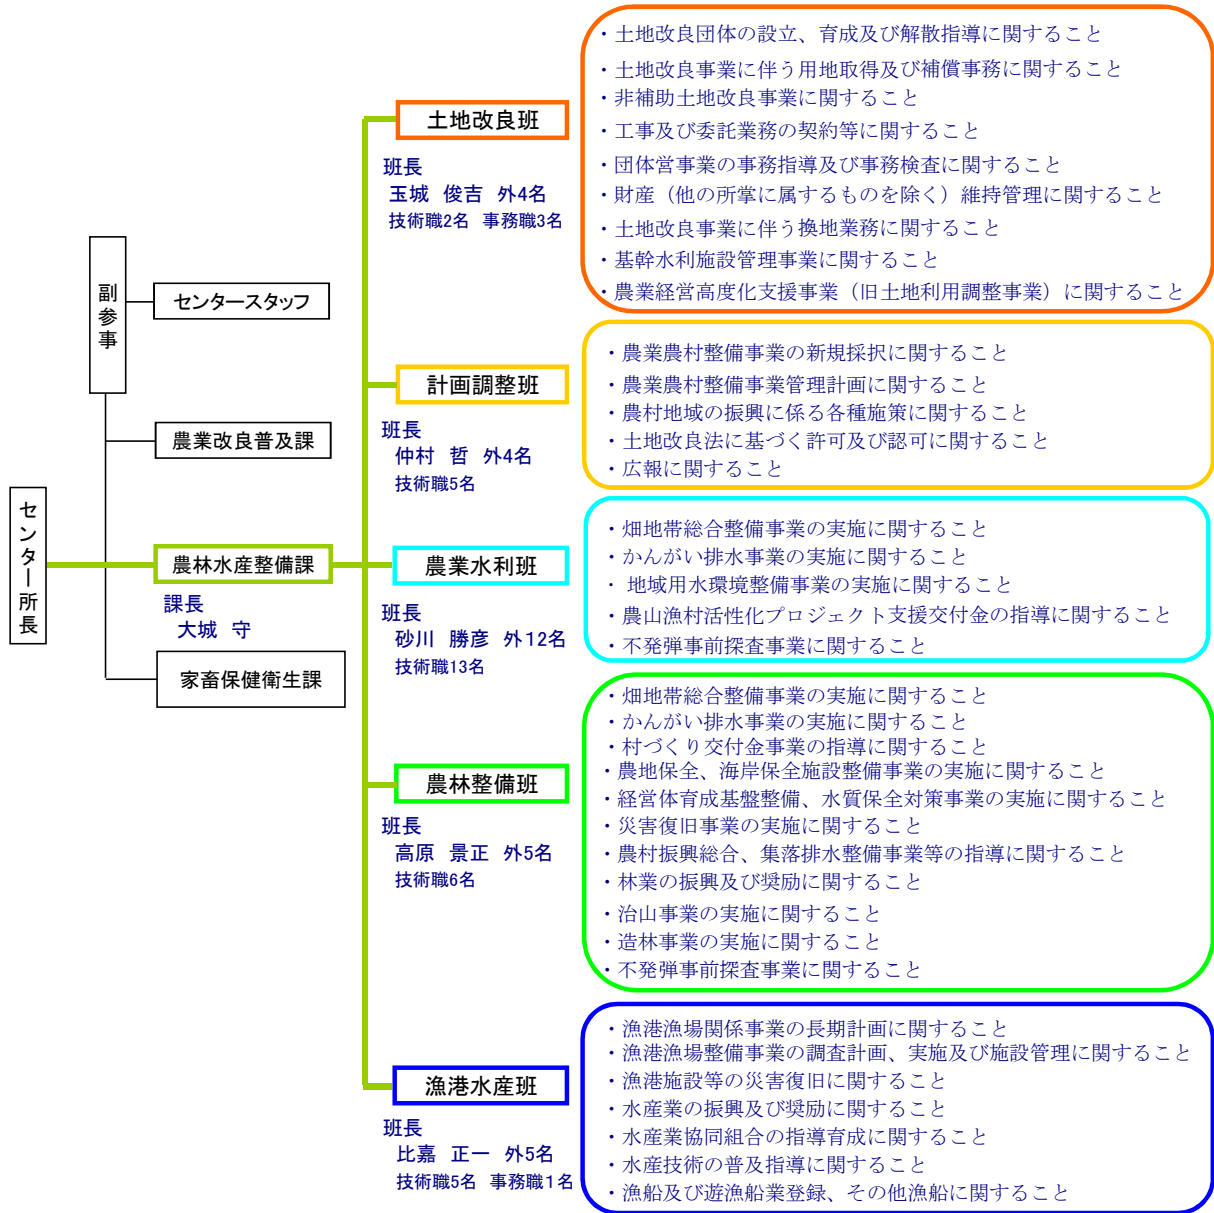 センター所長
副参事
センタースタッフ
農業改良普及課
農林水産整備課
課長
大城 守
家畜保健衛生課
土地改良班
班長
玉城 俊吉 外4名
技術職2名 事務職3名
・土地改良団体の設立、育成及び解散指導に関すること
・土地改良事業に伴う用地取得及び補償事務に関すること
・非補助土地改良事業に関すること
・工事及び委託業務の契約等に関すること
・団体営事業の事務指導及び事務検査に関すること
・財産（他の所掌に属するものを除く）維持管理に関すること
・土地改良事業に伴う換地業務に関すること
・基幹水利施設管理事業に関すること
・農業経営高度化支援事業（旧土地利用調整事業）に関すること
計画調整班
班長
仲村 哲 外4名
技術職5名
・農業農村整備事業の新規採択に関すること
・農業農村整備事業管理計画に関すること
・農村地域の振興に係る各種施策に関すること
・土地改良法に基づく許可及び認可に関すること
・広報に関すること
農業水利班
班長
砂川 勝彦 外12名
技術職13名
・畑地帯総合整備事業の実施に関すること
・かんがい排水事業の実施に関すること
・地域用水環境整備事業の実施に関すること
・農山漁村活性化プロジェクト支援交付金の指導に関すること
・不発弾事前探査事業に関すること
農林整備班
班長
高原 景正 外5名
技術職6名
・畑地帯総合整備事業の実施に関すること
・かんがい排水事業の実施に関すること
・村づくり交付金事業の指導に関すること
・農地保全、海岸保全施設整備事業の実施に関すること
・経営体育成基盤整備、水質保全対策事業の実施に関すること
・災害復旧事業の実施に関すること
・農村振興総合、集落排水整備事業等の指導に関すること
・林業の振興及び奨励に関すること
・治山事業の実施に関すること
・造林事業の実施に関すること
・不発弾事前探査事業に関すること
漁港水産班
班長
比嘉 正一 外5名
技術職5名 事務職1名
・漁港漁場関係事業の長期計画に関すること
・漁港漁場整備事業の調査計画、実施及び施設管理に関すること
・漁港施設等の災害復旧に関すること
・水産業の振興及び奨励に関すること
・水産業協同組合の指導育成に関すること
・水産技術の普及指導に関すること
・漁船及び遊漁船業登録、その他漁船に関すること